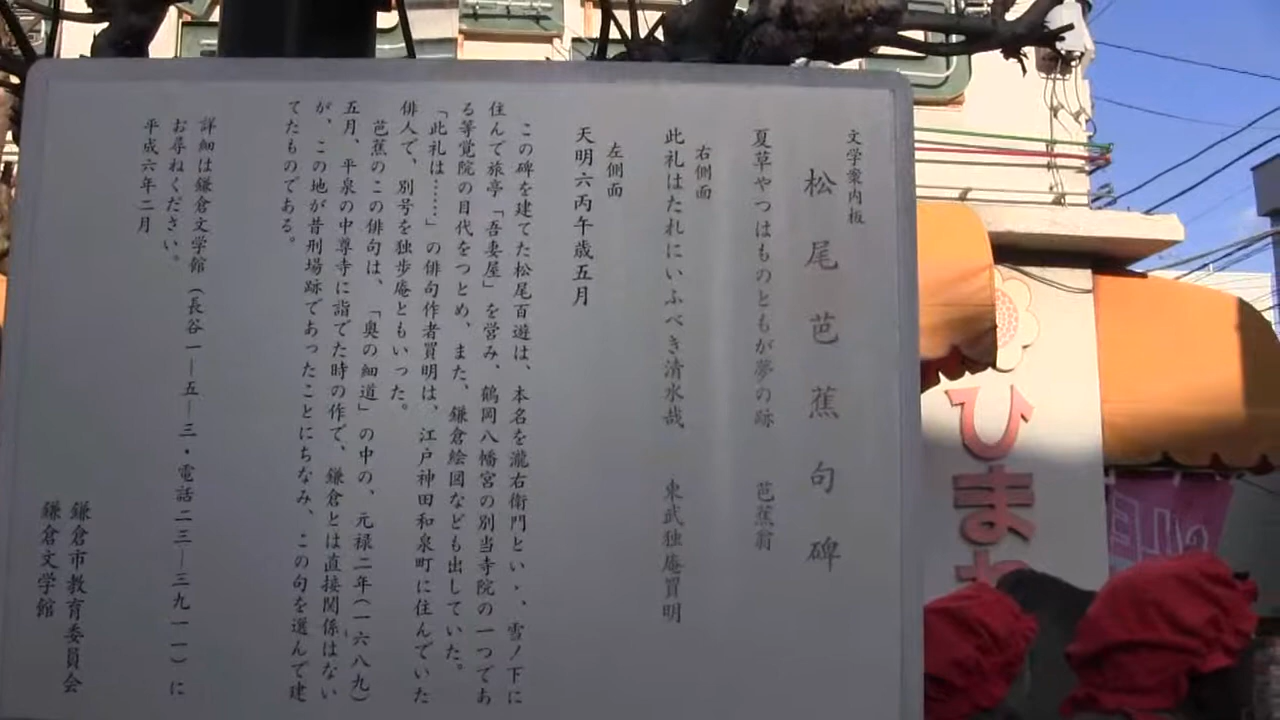 文学案内板
松尾芭蕉句碑
夏草やつはものともが夢の跡　芭蕉翁
右側面
此礼はたれにいふべき清水哉　東武独庵買明
左側面
天明六丙午歳五月
この碑を建てた松尾百遊は、本名を瀧右衛門とい、、雪ノ下に
住んで旅亭「吾妻屋」を営み、鶴岡八幡宮の別当寺院の一つであ
る等覚院の目代をつとめ、また、鎌倉絵図なども出していた。
「此礼は……」の俳句作者買明は、江戸神田和泉町に住んでいた
俳人で、別号を独歩庵ともいった。
芭蕉のこの俳句は、「奥の細道」の中の、元禄二年（一六八九）
五月、平泉の中尊寺に詣でた時の作で、鎌倉とは直接関係はない
が、この地が昔刑場跡であったことにちなみ、この句を選んで建
てたものである。
詳細は鎌倉文学館（長谷一―五―三・電話二三―三九一一）に
お尋ねください。
平成六年二月
鎌倉市教育委員会
鎌倉文学館
ひま